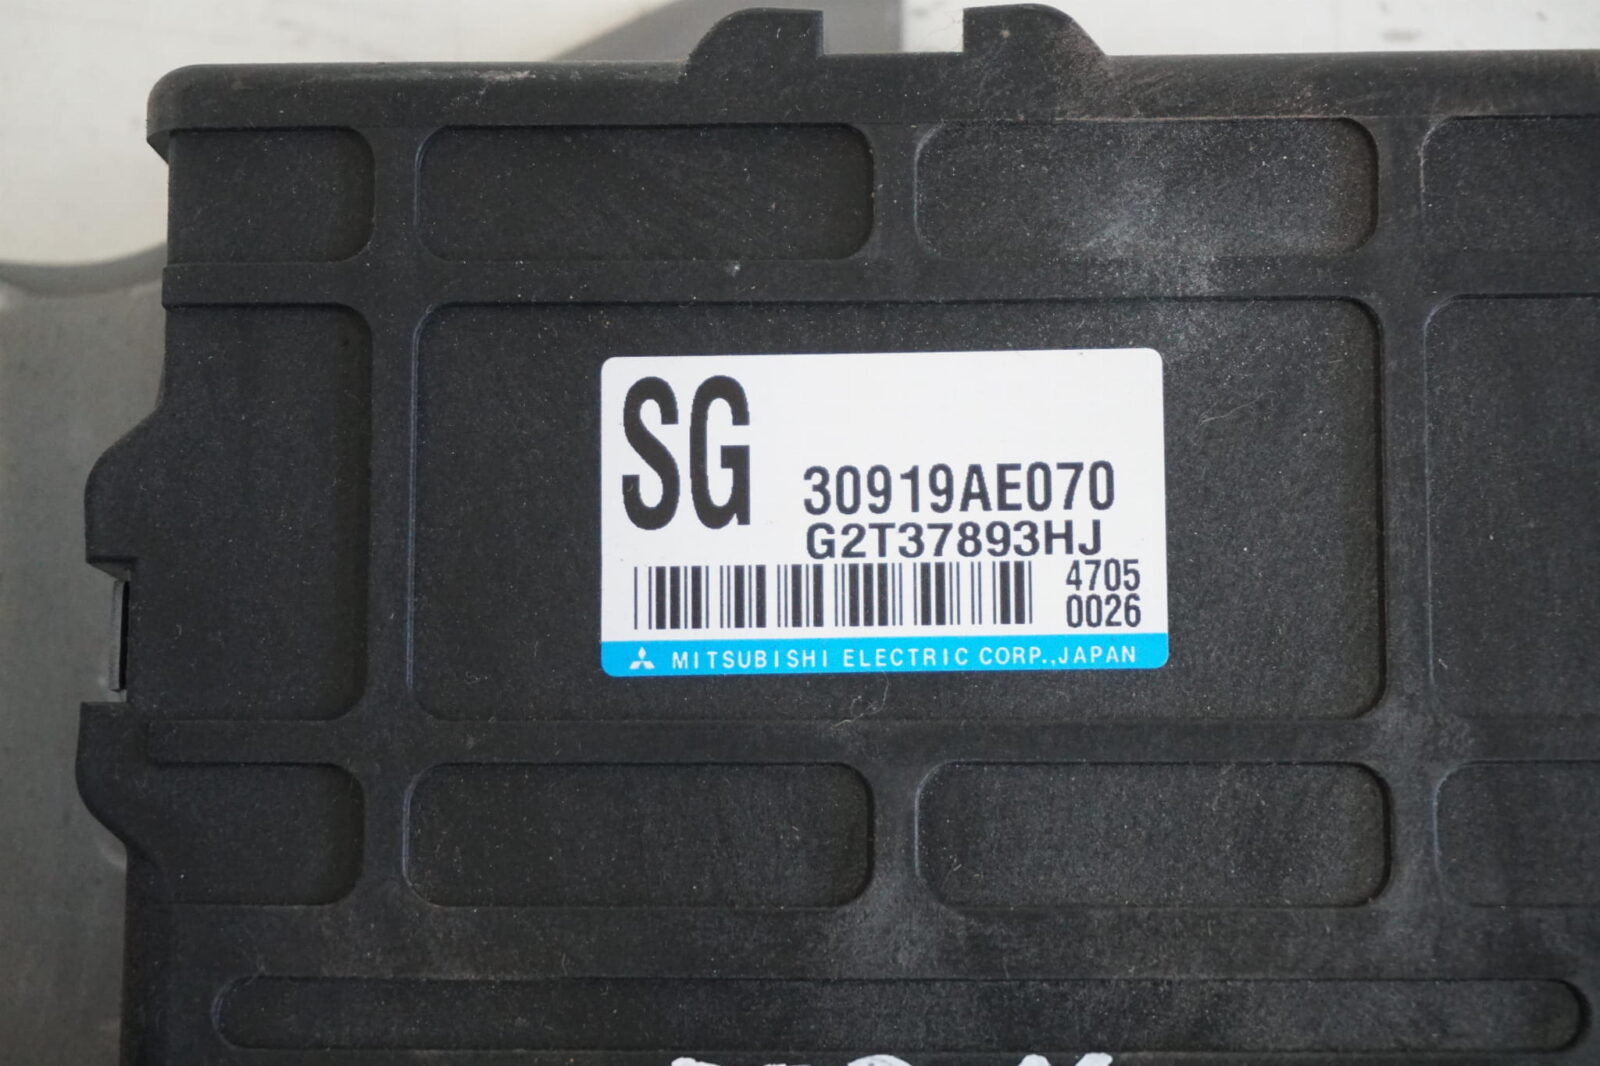 SG
30919AE070
G2T37893HJ
4705
0026
MITSUBISHI ELECTRIC CORP.,JAPAN